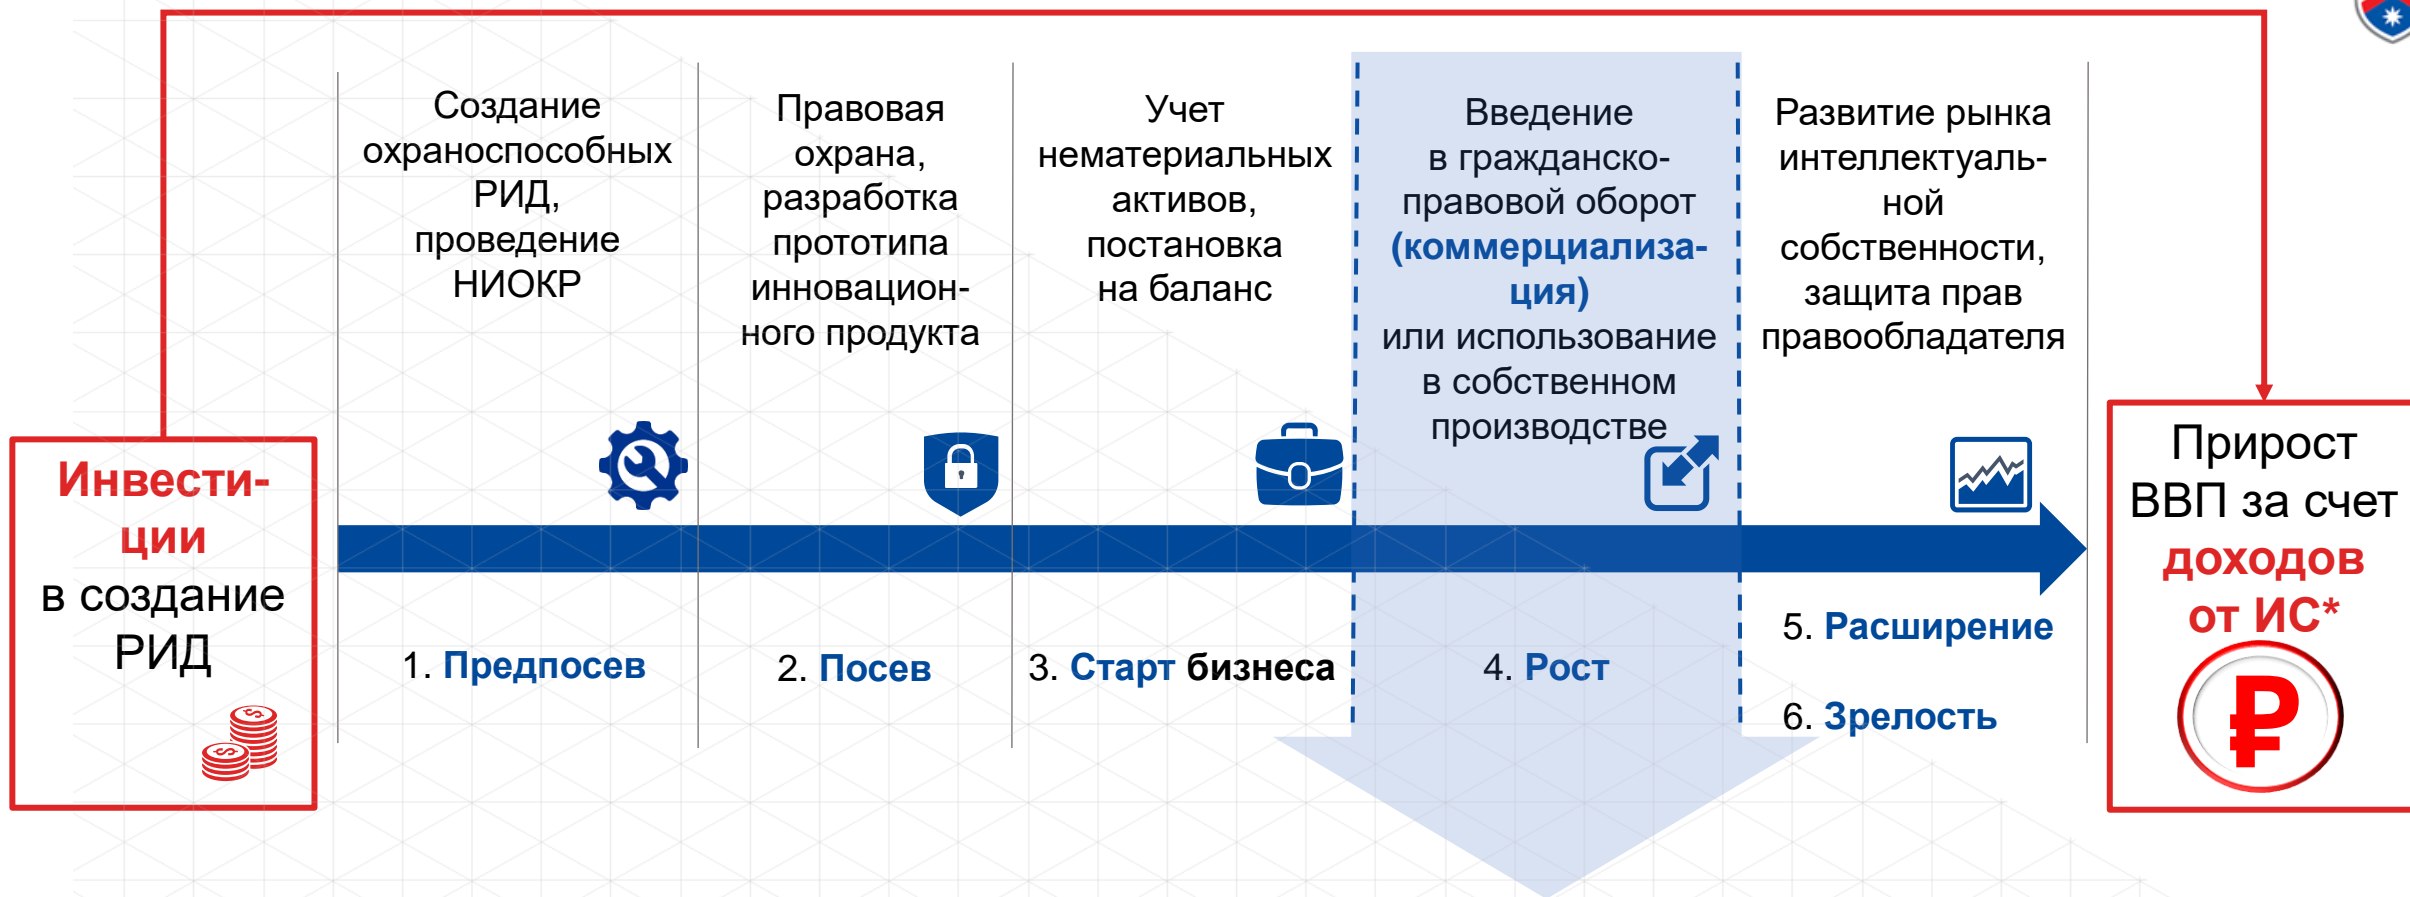 Создание
охраноспособных
РИД,
проведение
НИОКР
Правовая
охрана,
разработка
прототипа
инновацион-
ного продукта
Учет
нематериальных
активов,
постановка
на баланс
Введение
в гражданско-
правовой оборот
(коммерциализа-
ция)
или использование
в собственном
производстве
Развитие рынка
интеллектуаль-
ной
собственности,
защита прав
правообладателя
Инвести-
ции
в создание
РИД
1. Предпосев
2. Посев
3. Старт бизнеса
4. Рост
5. Расширение
6. Зрелость
Прирост
ВВП за счет
доходов
от ИС*
₽